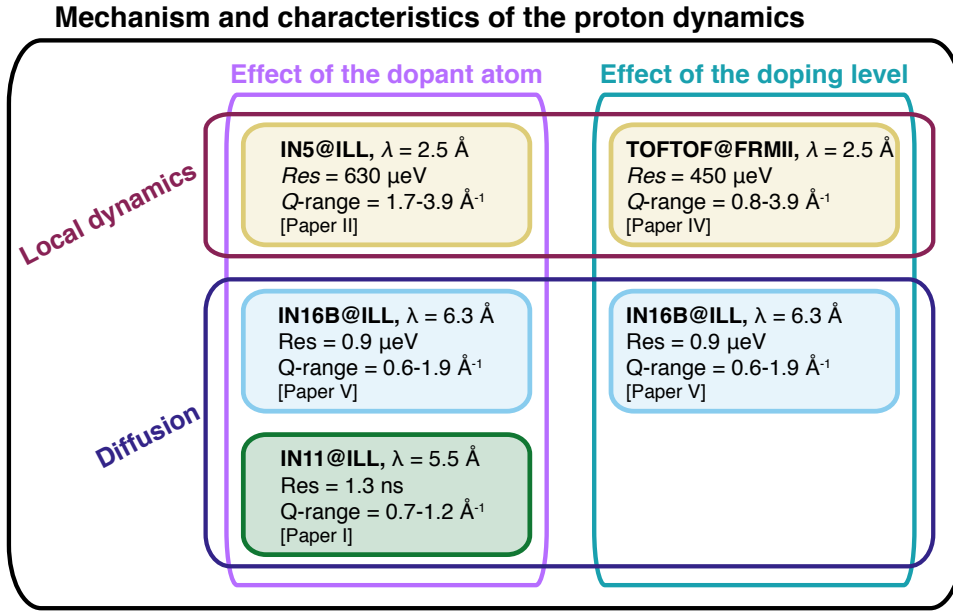 Mechanism and characteristics of the proton dynamics
Effect of the dopant atom
Effect of the doping level
Local dynamics
IN5@ILL, λ = 2.5 Å
Res = 630 µeV
Q-range = 1.7-3.9 Å⁻¹
[Paper II]
TOFTOF@FRMII, λ = 2.5 Å
Res = 450 µeV
Q-range = 0.8-3.9 Å⁻¹
[Paper IV]
Diffusion
IN16B@ILL, λ = 6.3 Å
Res = 0.9 µeV
Q-range = 0.6-1.9 Å⁻¹
[Paper V]
IN16B@ILL, λ = 6.3 Å
Res = 0.9 µeV
Q-range = 0.6-1.9 Å⁻¹
[Paper V]
IN11@ILL, λ = 5.5 Å
Res = 1.3 ns
Q-range = 0.7-1.2 Å⁻¹
[Paper I]